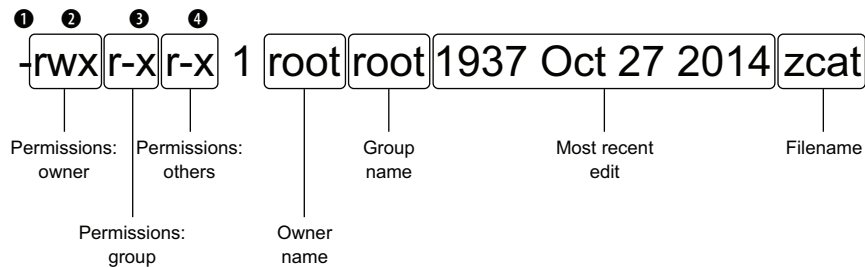 ❶ ❷ ❸ ❹
-rwx r-x r-x 1 root root 1937 Oct 27 2014 zcat
Permissions: owner
Permissions: others
Group name
Most recent edit
Filename
Permissions: group
Owner name